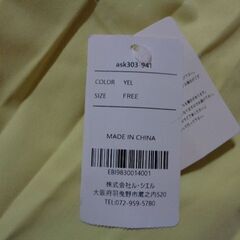 ask303-941
COLOR YEL
SIZE FREE
MADE IN CHINA
EBI9830014001
株式会社ル・シエル
大阪府羽曳野市蔵之内520
TEL:072-959-5780